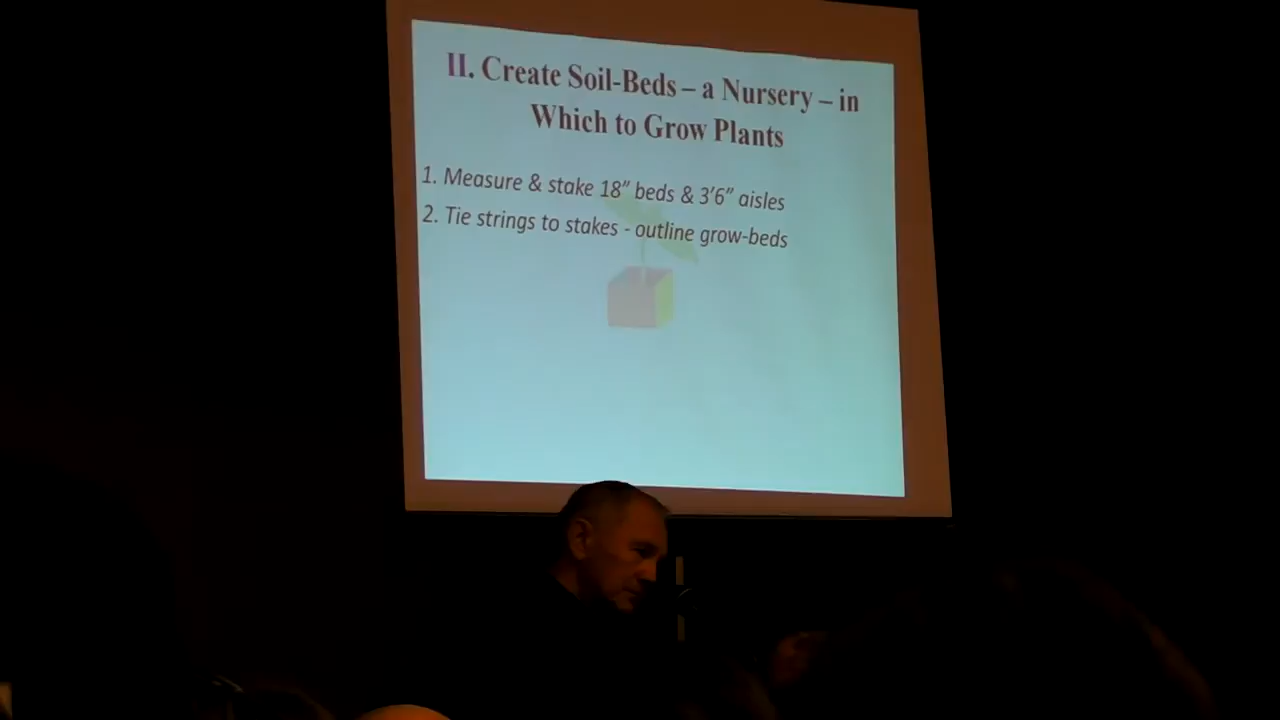 II. Create Soil-Beds – a Nursery – in
Which to Grow Plants
1. Measure & stake 18” beds & 3’6” aisles
2. Tie strings to stakes - outline grow-beds